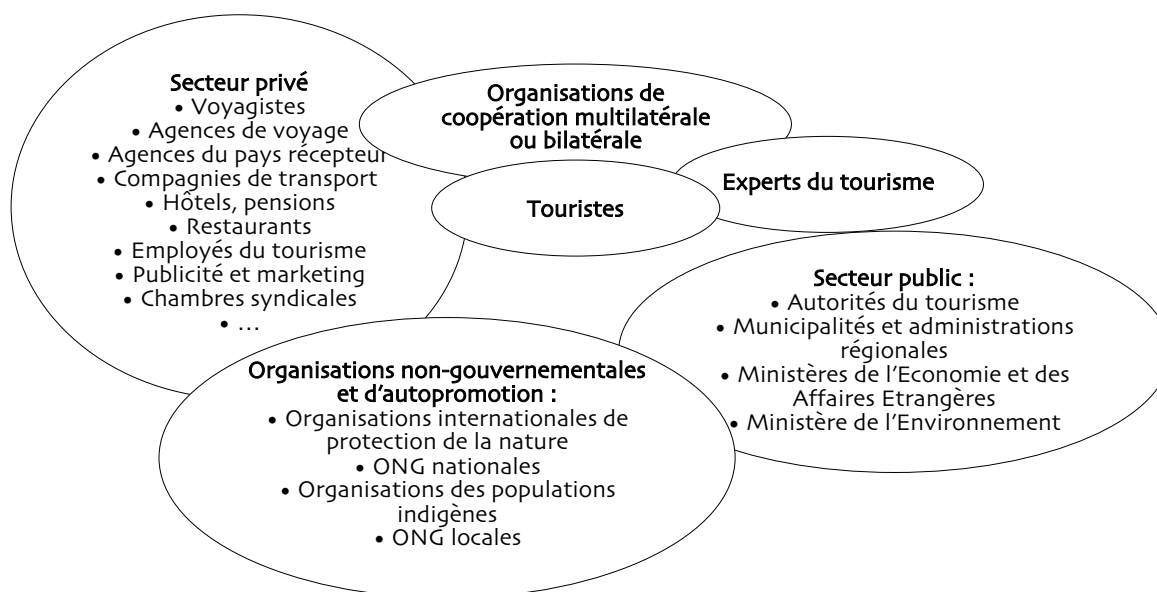 Secteur privé
• Voyagistes
• Agences de voyage
• Agences du pays récepteur
• Compagnies de transport
• Hôtels, pensions
• Restaurants
• Employés du tourisme
• Publicité et marketing
• Chambres syndicales
• …
Organisations de
coopération multilatérale
ou bilatérale
Experts du tourisme
Touristes
Secteur public :
• Autorités du tourisme
• Municipalités et administrations
régionales
• Ministères de l’Economie et des
Affaires Etrangères
• Ministère de l’Environnement
Organisations non-gouvernementales
et d’autopromotion :
• Organisations internationales de
protection de la nature
• ONG nationales
• Organisations des populations
indigènes
• ONG locales